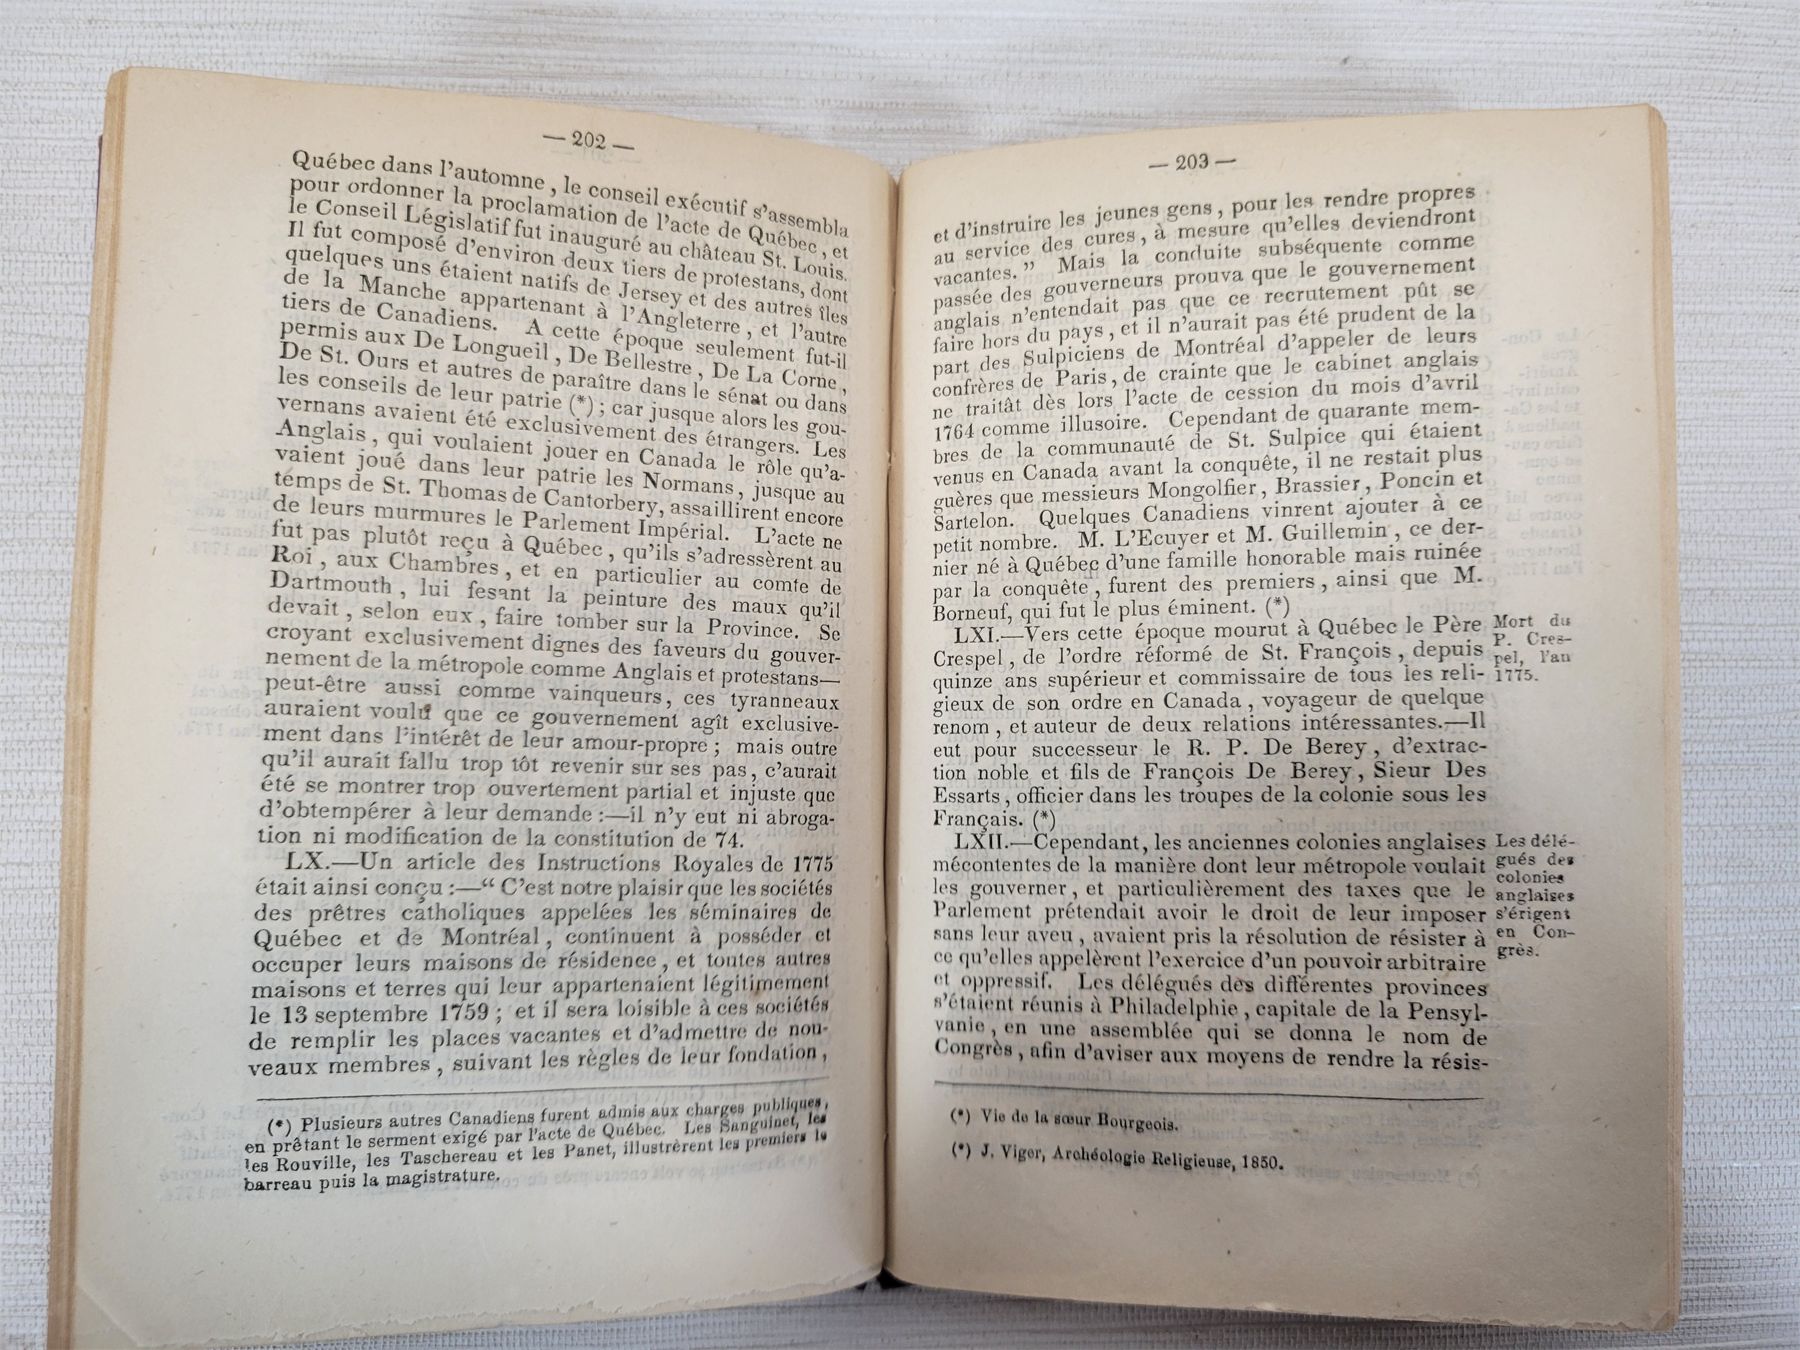 — 202 —
Québec dans l'automne, le conseil exécutif s'assembla
pour ordonner la proclamation de l'acte de Québec, et
le Conseil Législatif fut inauguré au château St. Louis.
Il fut composé d'environ deux tiers de protestans, dont
quelques uns étaient natifs de Jersey et des autres îles
de la Manche appartenant à l'Angleterre, et l'autre
tiers de Canadiens. A cette époque seulement fut-il
permis aux De Longueil, De Bellestre, De La Corne,
De St. Ours et autres de paraître dans le sénat ou dans
les conseils de leur patrie (*); car jusque alors les gou-
vernans avaient été exclusivement des étrangers. Les
Anglais, qui voulaient jouer en Canada le rôle qu'a-
vaient joué dans leur patrie les Normans, jusque au
temps de St. Thomas de Cantorbery, assaillirent encore
de leurs murmures le Parlement Impérial. L'acte ne
fut pas plutôt reçu à Québec, qu'ils s'adressèrent au
Roi, aux Chambres, et en particulier au comte de
Dartmouth, lui fesant la peinture des maux qu'il
devait, selon eux, faire tomber sur la Province. Se
croyant exclusivement dignes des faveurs du gouver-
nement de la métropole comme Anglais et protestans—
peut-être aussi comme vainqueurs, ces tyranneaux
auraient voulu que ce gouvernement agît exclusive-
ment dans l'intérêt de leur amour-propre; mais outre
qu'il aurait fallu trop tôt revenir sur ses pas, c'aurait
été se montrer trop ouvertement partial et injuste que
d'obtempérer à leur demande:—il n'y eut ni abroga-
tion ni modification de la constitution de 74.
LX.—Un article des Instructions Royales de 1775
était ainsi conçu:—“ C'est notre plaisir que les sociétés
des prêtres catholiques appelées les séminaires de
Québec et de Montréal, continuent à posséder et
occuper leurs maisons de résidence, et toutes autres
maisons et terres qui leur appartenaient légitimement
le 13 septembre 1759; et il sera loisible à ces sociétés
de remplir les places vacantes et d'admettre de nou-
veaux membres, suivant les règles de leur fondation,
(*) Plusieurs autres Canadiens furent admis aux charges publiques,
en prêtant le serment exigé par l'acte de Québec. Les Sanguinet, les
les Rouville, les Taschereau et les Panet, illustrèrent les premiers le
barreau puis la magistrature.
— 203 —
et d'instruire les jeunes gens, pour les rendre propres
au service des cures, à mesure qu'elles deviendront
vacantes.” Mais la conduite subséquente comme
passée des gouverneurs prouva que le gouvernement
anglais n'entendait pas que ce recrutement pût se
faire hors du pays, et il n'aurait pas été prudent de la
part des Sulpiciens de Montréal d'appeler de leurs
confrères de Paris, de crainte que le cabinet anglais
ne traitât dès lors l'acte de cession du mois d'avril
1764 comme illusoire. Cependant de quarante mem-
bres de la communauté de St. Sulpice qui étaient
venus en Canada avant la conquête, il ne restait plus
guères que messieurs Mongolfier, Brassier, Poncin et
Sartelon. Quelques Canadiens vinrent ajouter à ce
petit nombre. M. L'Ecuyer et M. Guillemin, ce der-
nier né à Québec d'une famille honorable mais ruinée
par la conquête, furent des premiers, ainsi que M.
Borneuf, qui fut le plus éminent. (*)
LXI.—Vers cette époque mourut à Québec le Père
Crespel, de l'ordre réformé de St. François, depuis
quinze ans supérieur et commissaire de tous les reli-
gieux de son ordre en Canada, voyageur de quelque
renom, et auteur de deux relations intéressantes.—Il
eut pour successeur le R. P. De Berey, d'extrac-
tion noble et fils de François De Berey, Sieur Des
Essarts, officier dans les troupes de la colonie sous les
Français. (*)
Mort du
P. Cres-
pel, l'an
1775.
LXII.—Cependant, les anciennes colonies anglaises
mécontentes de la manière dont leur métropole voulait
les gouverner, et particulièrement des taxes que le
Parlement prétendait avoir le droit de leur imposer
sans leur aveu, avaient pris la résolution de résister à
ce qu'elles appelèrent l'exercice d'un pouvoir arbitraire
et oppressif. Les délégués des différentes provinces
s'étaient réunis à Philadelphie, capitale de la Pensyl-
vanie, en une assemblée qui se donna le nom de
Congrès, afin d'aviser aux moyens de rendre la résis-
Les délé-
gués des
colonies
anglaises
s'érigent
en Con-
grès.
(*) Vie de la sœur Bourgeois.
(*) J. Viger, Archéologie Religieuse, 1850.